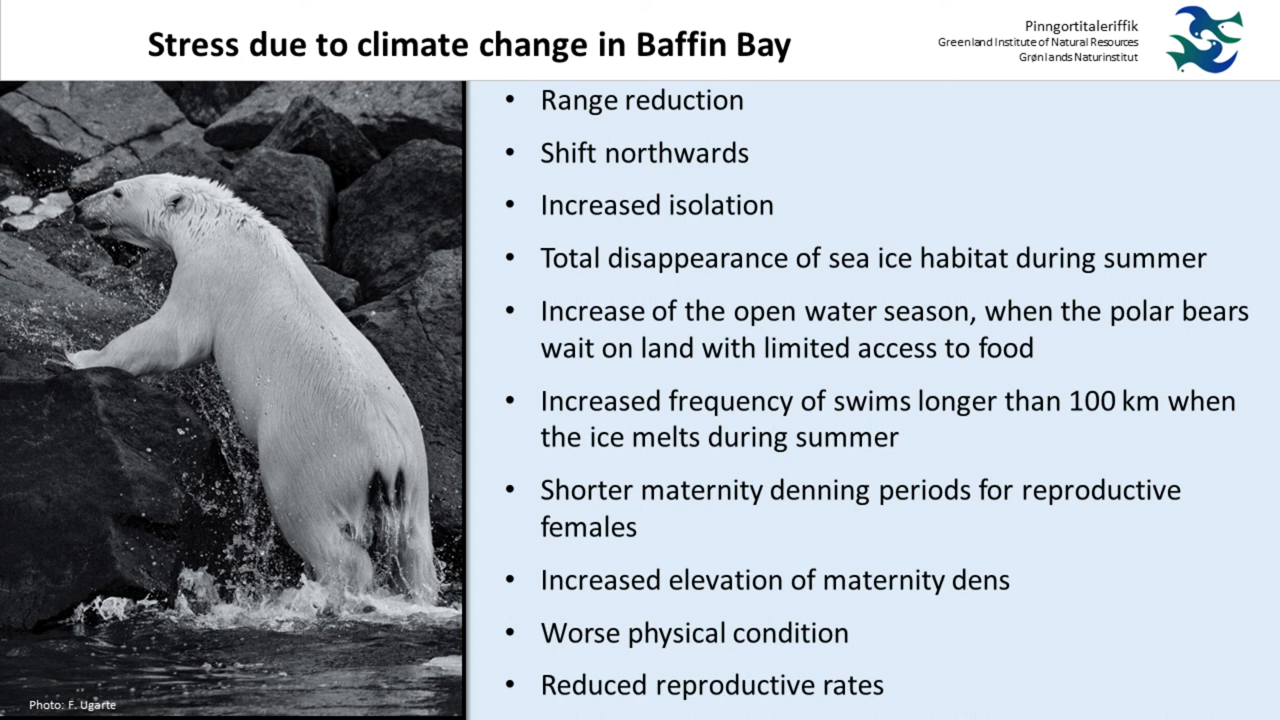 Stress due to climate change in Baffin Bay
Pinngortitaleriffik
Greenland Institute of Natural Resources
Grønlands Naturinstitut
• Range reduction
• Shift northwards
• Increased isolation
• Total disappearance of sea ice habitat during summer
• Increase of the open water season, when the polar bears
wait on land with limited access to food
• Increased frequency of swims longer than 100 km when
the ice melts during summer
• Shorter maternity denning periods for reproductive
females
• Increased elevation of maternity dens
• Worse physical condition
• Reduced reproductive rates
Photo: F. Ugarte